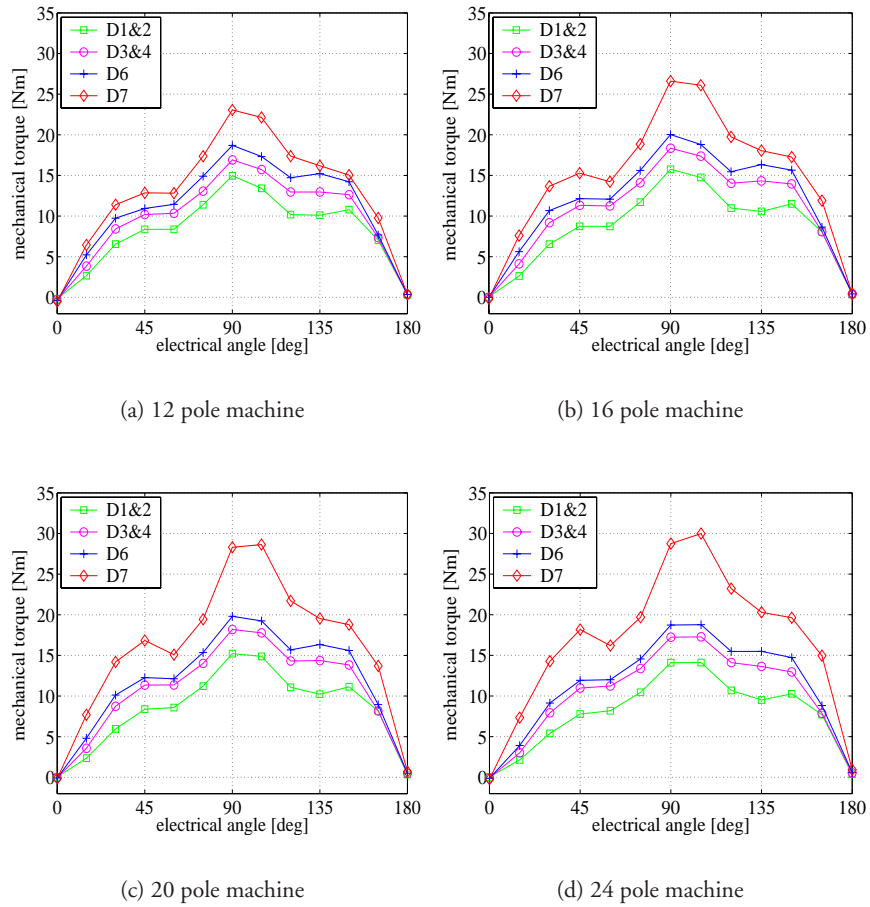 35
30
25
20
15
10
5
0
mechanical torque [Nm]
D1&2
D3&4
D6
D7
0 45 90 135 180
electrical angle [deg]
(a) 12 pole machine
35
30
25
20
15
10
5
0
mechanical torque [Nm]
D1&2
D3&4
D6
D7
0 45 90 135 180
electrical angle [deg]
(b) 16 pole machine
35
30
25
20
15
10
5
0
mechanical torque [Nm]
D1&2
D3&4
D6
D7
0 45 90 135 180
electrical angle [deg]
(c) 20 pole machine
35
30
25
20
15
10
5
0
mechanical torque [Nm]
D1&2
D3&4
D6
D7
0 45 90 135 180
electrical angle [deg]
(d) 24 pole machine